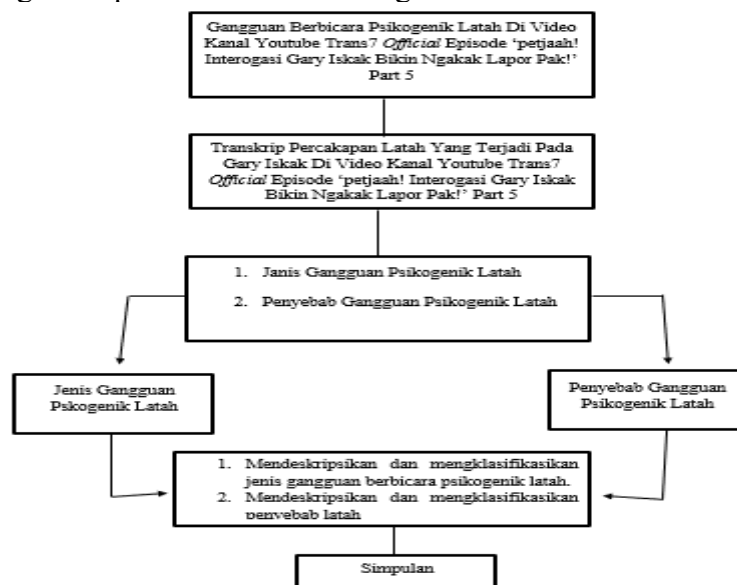 Gangguan Berbicara Psikogenik Latah Di Video
Kanal Youtube Trans7 Official Episode ‘petjaah!
Interogasi Gary Iskak Bikin Ngakak Lapor Pak!’
Part 5
Transkrip Percakapan Latah Yang Terjadi Pada
Gary Iskak Di Video Kanal Youtube Trans7
Official Episode ‘petjaah! Interogasi Gary Iskak
Bikin Ngakak Lapor Pak!’ Part 5
1. Janis Gangguan Psikogenik Latah
2. Penyebab Gangguan Psikogenik Latah
Jenis Gangguan
Pskogenik Latah
Penyebab Gangguan
Psikogenik Latah
1. Mendeskripsikan dan mengklasifikasikan
jenis gangguan berbicara psikogenik latah.
2. Mendeskripsikan dan mengklasifikasikan
penyebab latah
Simpulan